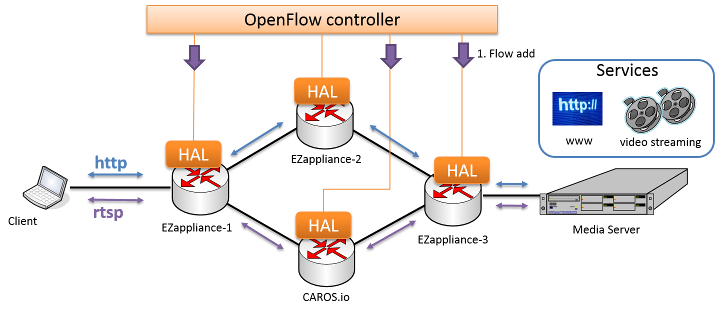 OpenFlow controller
1. Flow add
HAL
HAL
HAL
HAL
Services
http://
www
video streaming
EZappliance-2
http
rtsp
Client
EZappliance-1
EZappliance-3
Media Server
CAROS.io